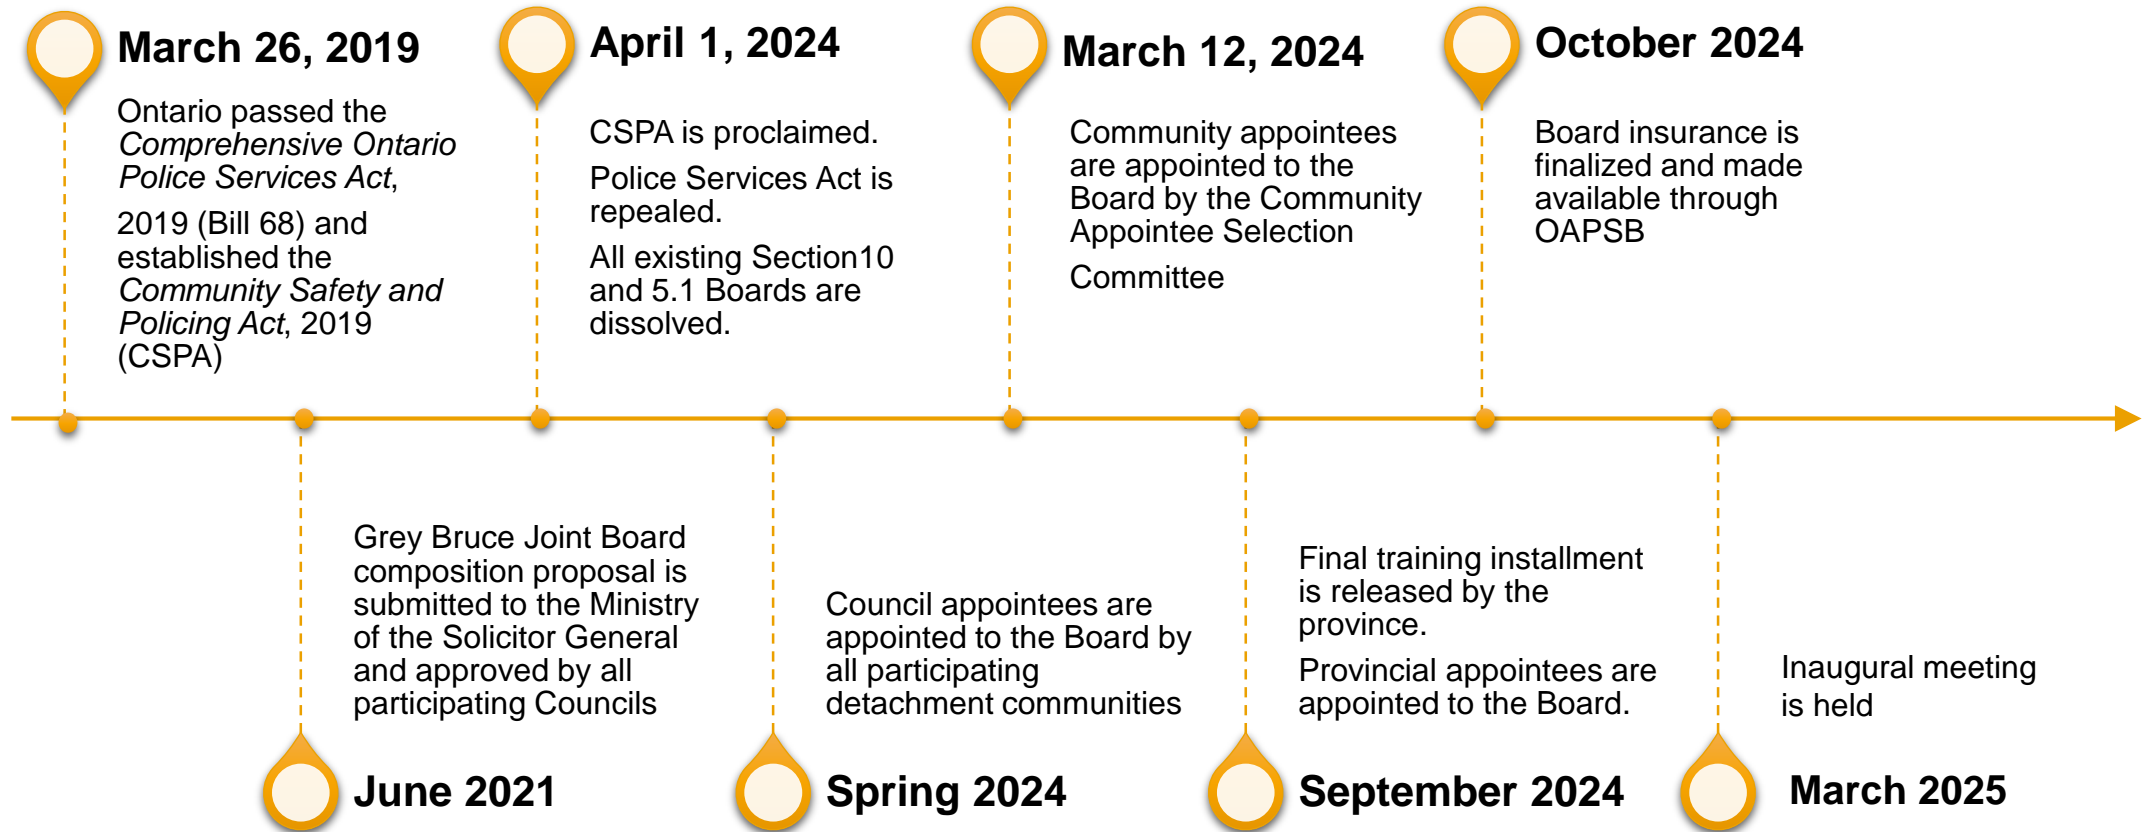 March 26, 2019
Ontario passed the
Comprehensive Ontario
Police Services Act,
2019 (Bill 68) and
established the
Community Safety and
Policing Act, 2019
(CSPA)
June 2021
Grey Bruce Joint Board
composition proposal is
submitted to the Ministry
of the Solicitor General
and approved by all
participating Councils
April 1, 2024
CSPA is proclaimed.
Police Services Act is
repealed.
All existing Section10
and 5.1 Boards are
dissolved.
Spring 2024
Council appointees are
appointed to the Board by
all participating
detachment communities
March 12, 2024
Community appointees
are appointed to the
Board by the Community
Appointee Selection
Committee
September 2024
Final training installment
is released by the
province.
Provincial appointees are
appointed to the Board.
October 2024
Board insurance is
finalized and made
available through
OAPSB
March 2025
Inaugural meeting
is held